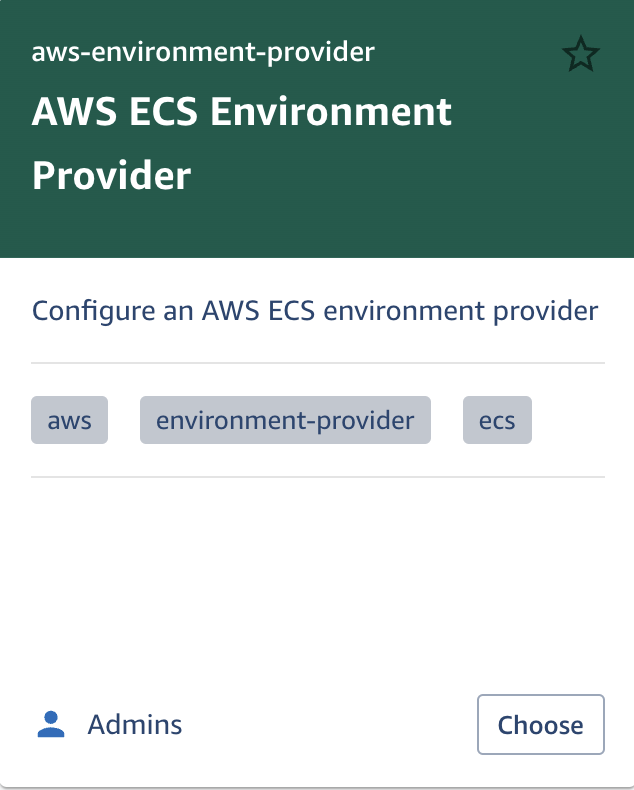 aws-environment-provider
AWS ECS Environment
Provider
Configure an AWS ECS environment provider
aws environment-provider ecs
Admins Choose